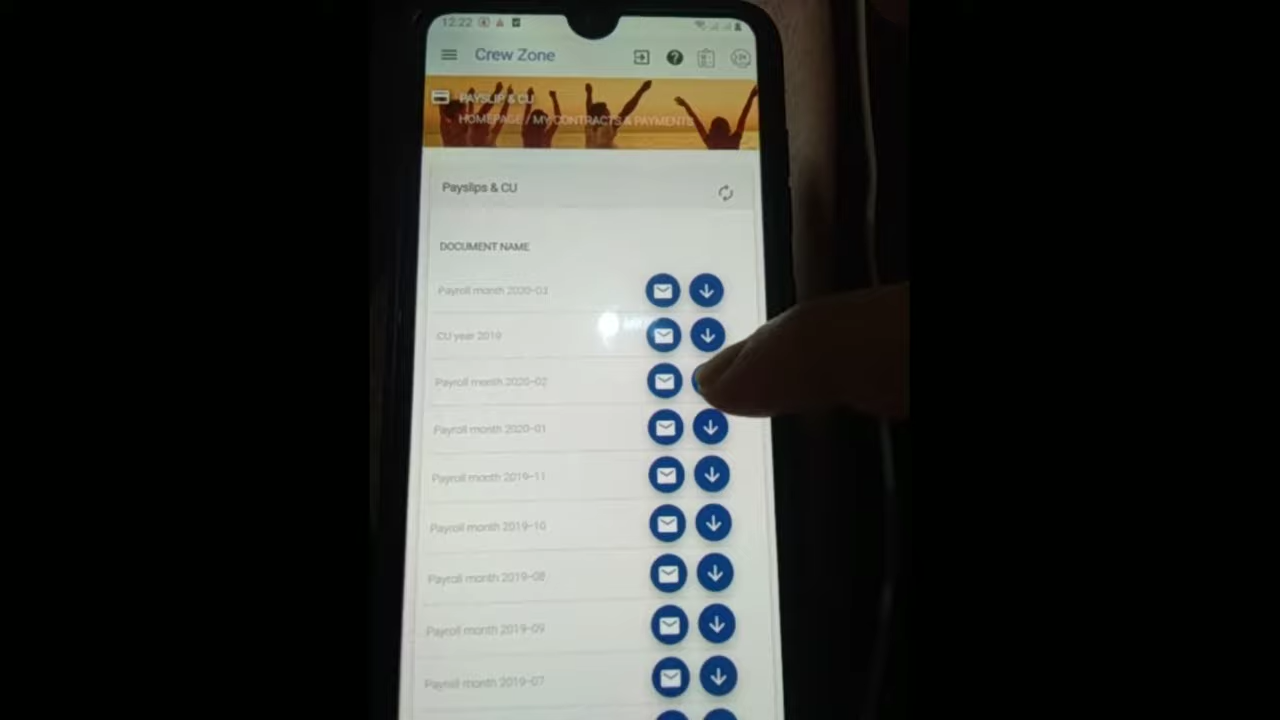 12:22
Crew Zone
PAYSLIP & CU
HOMEPAGE / MY CONTRACTS & PAYMENTS
Payslips & CU
DOCUMENT NAME
Payroll month 2020-03
CU year 2019
Payroll month 2020-02
Payroll month 2020-01
Payroll month 2019-11
Payroll month 2019-10
Payroll month 2019-08
Payroll month 2019-09
Payroll month 2019-07